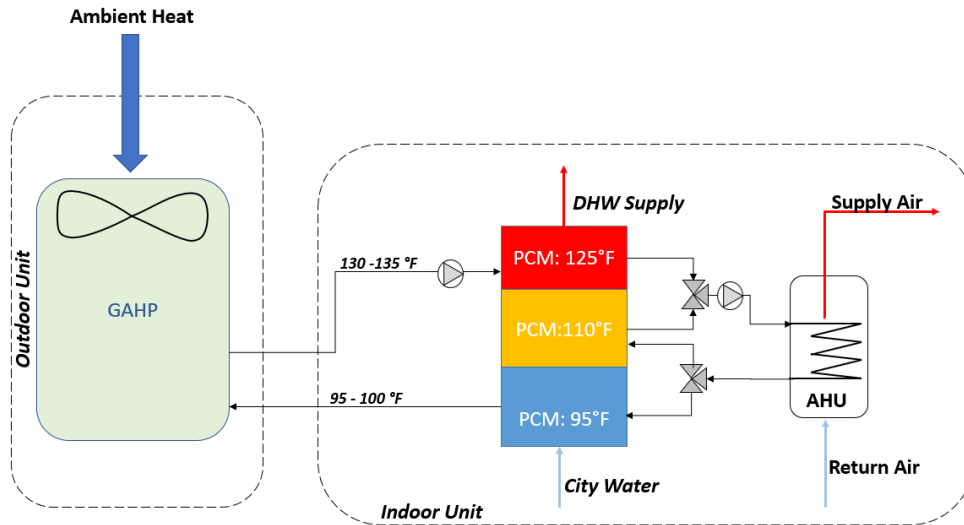 Ambient Heat
Outdoor Unit
GAHP
130 -135 °F
95 - 100 °F
DHW Supply
PCM: 125°F
PCM:110°F
PCM: 95°F
City Water
Supply Air
AHU
Return Air
Indoor Unit